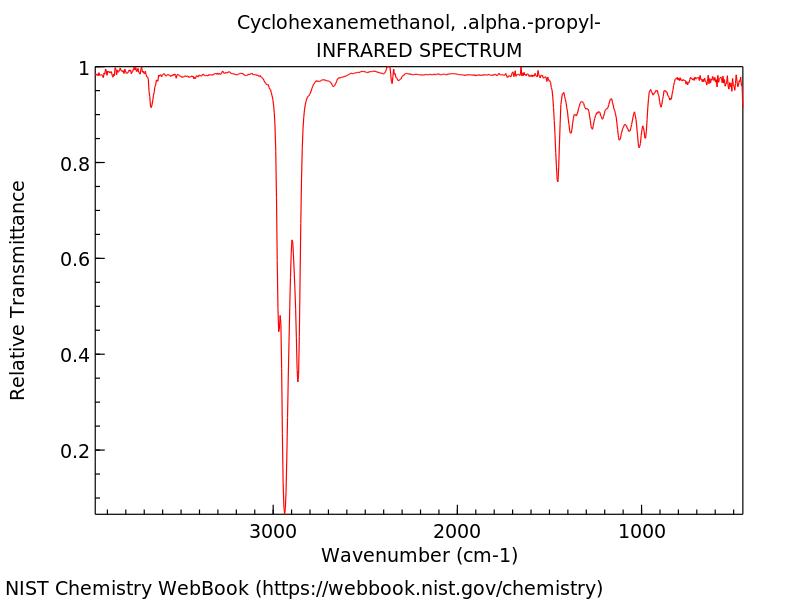 Cyclohexanemethanol, .alpha.-propyl-
INFRARED SPECTRUM
1
0.8
0.6
0.4
0.2
Relative Transmittance
3000 2000 1000
Wavenumber (cm-1)
NIST Chemistry WebBook (https://webbook.nist.gov/chemistry)